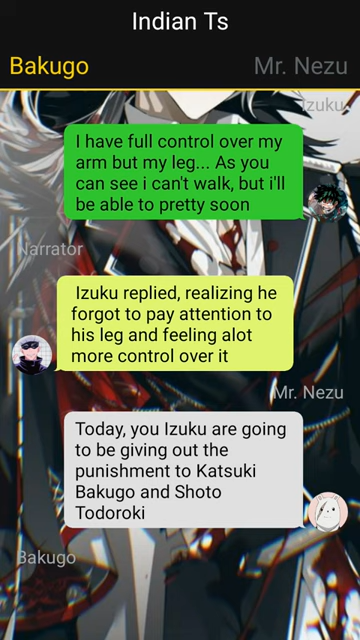 Indian Ts
Bakugo
Mr. Nezu
Izuku
I have full control over my
arm but my leg... As you
can see i can't walk, but i'll
be able to pretty soon
Narrator
Izuku replied, realizing he
forgot to pay attention to
his leg and feeling alot
more control over it
Mr. Nezu
Today, you Izuku are going
to be giving out the
punishment to Katsuki
Bakugo and Shoto
Todoroki
Bakugo